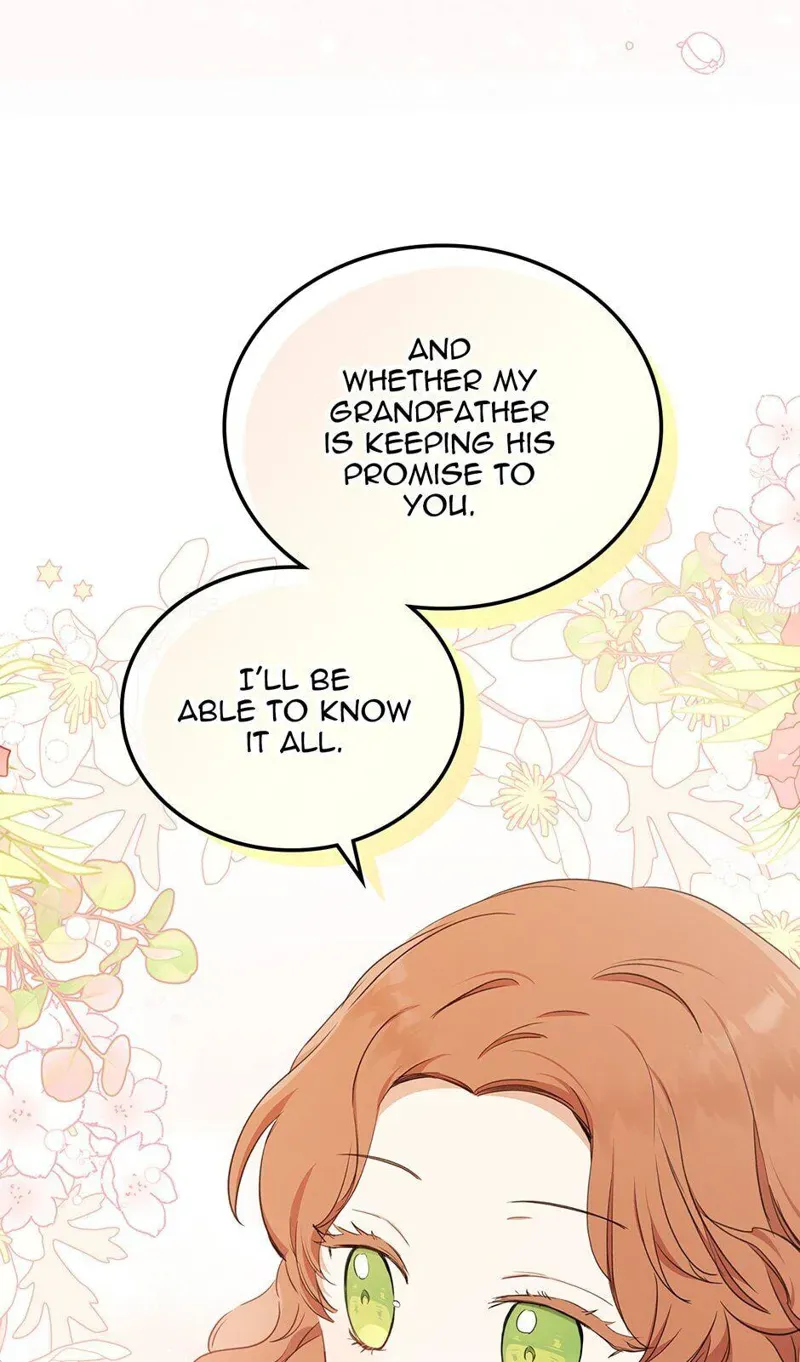 AND
WHETHER MY
GRANDFATHER
IS KEEPING HIS
PROMISE TO
YOU.
I'LL BE
ABLE TO KNOW
IT ALL.